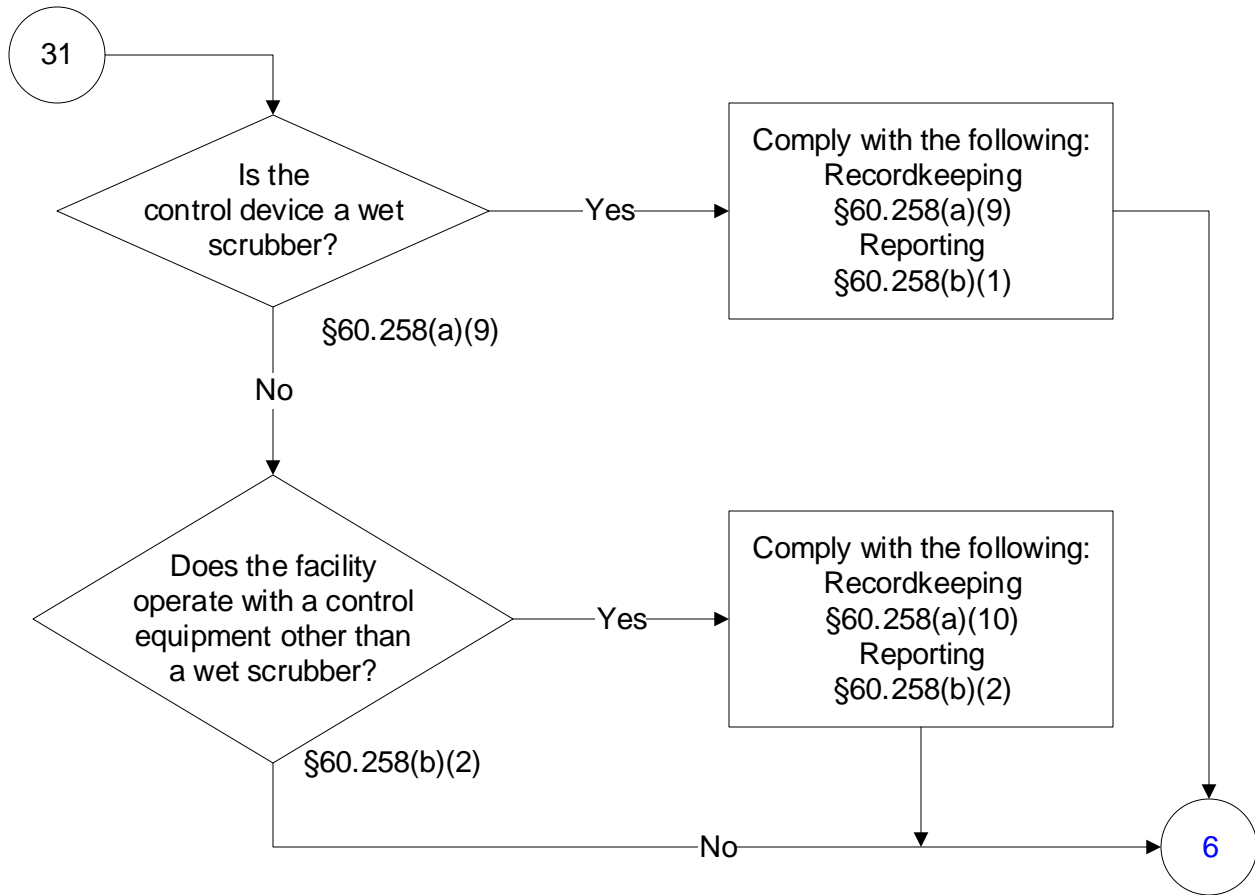 31
Is the
control device a wet
scrubber?
Yes
Comply with the following:
Recordkeeping
§60.258(a)(9)
Reporting
§60.258(b)(1)
§60.258(a)(9)
No
Does the facility
operate with a control
equipment other than
a wet scrubber?
Yes
Comply with the following:
Recordkeeping
§60.258(a)(10)
Reporting
§60.258(b)(2)
§60.258(b)(2)
No
6